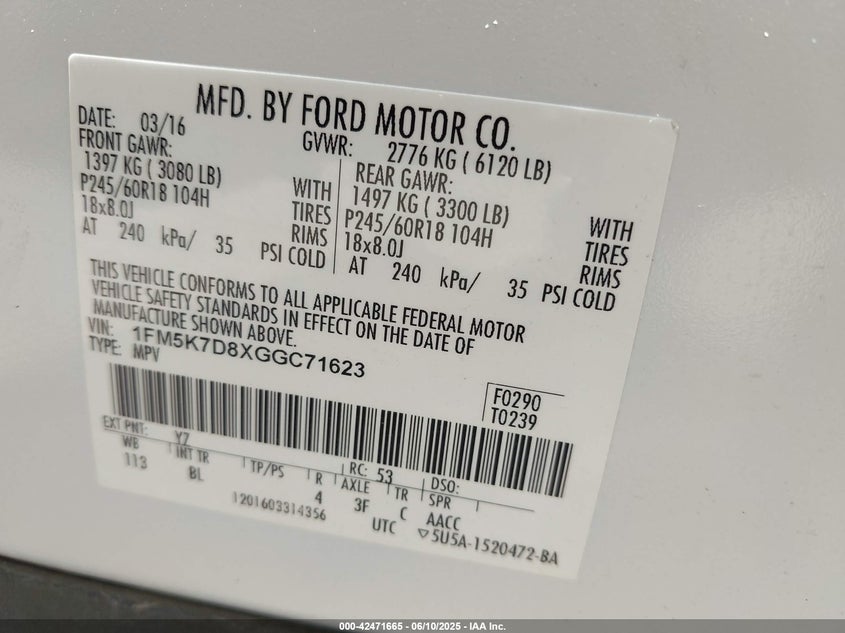 MFD. BY FORD MOTOR CO.
DATE: 03/16
GVWR: 2776 KG ( 6120 LB)
FRONT GAWR:
1397 KG ( 3080 LB)
P245/60R18 104H
18x8.0J
AT 240 kPa/ 35 PSI COLD
WITH
TIRES
RIMS
REAR GAWR:
1497 KG ( 3300 LB)
P245/60R18 104H
18x8.0J
AT 240 kPa/ 35 PSI COLD
WITH
TIRES
RIMS
THIS VEHICLE CONFORMS TO ALL APPLICABLE FEDERAL MOTOR
VEHICLE SAFETY STANDARDS IN EFFECT ON THE DATE OF
MANUFACTURE SHOWN ABOVE.
VIN: 1FM5K7D8XGGC71623
TYPE: MPV
F0290
T0239
EXT PNT: Y7 RC: 53 DSO:
WB INT TR TP/PS R AXLE TR SPR
113 BL 4 3F C AACC
1201603314356 UTC ▽5U5A-1520472-BA
000-42471665 - 06/10/2025 - IAA Inc.